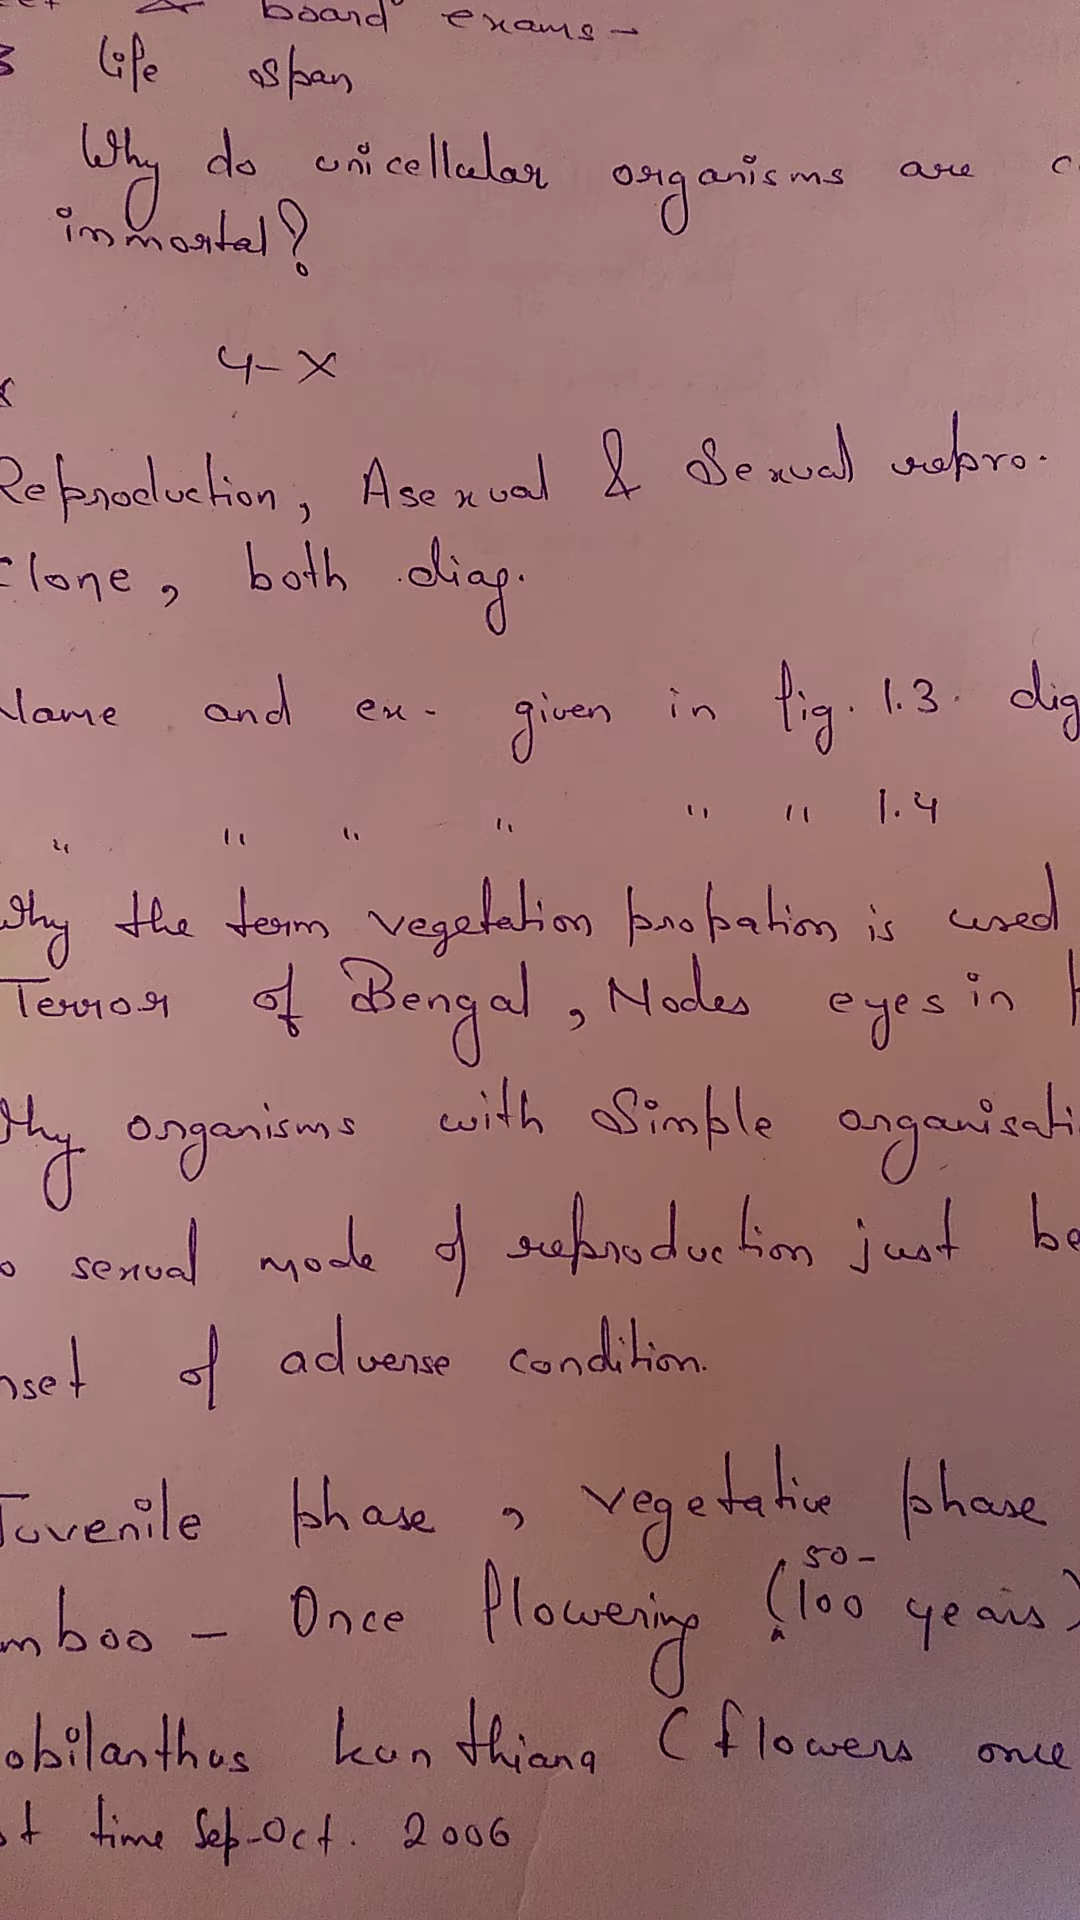 board exams-
life span
Why do unicellular organisms are
immortal?
4-X
Reproduction, Asexual & Sexual repro.
Clone, both diag.
Name and ex- given in fig. 1.3. dig
" " " " " " 1.4
Why the term vegetation propation is used
Terror of Bengal, Nodes eyes in
Why organisms with simple organisati
sexual mode of reproduction just be
nset of adverse condition.
Juvenile phase, vegetative phase
50-
mboo - Once flowering (100 years)
obilanthus kunthiana (flowers once
st time Sep-Oct. 2006